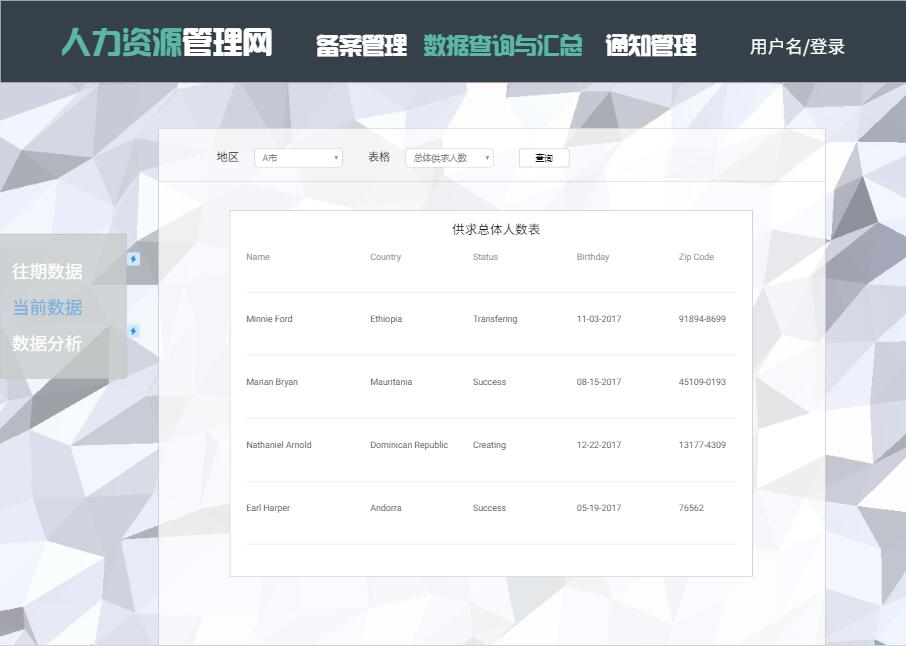 人力资源管理网 备案管理 数据查询与汇总 通知管理 用户名/登录
地区 A市 表格 总体供求人数 查询
往期数据
当前数据
数据分析
供求总体人数表
Name Country Status Birthday Zip Code
Minnie Ford Ethiopia Transfering 11-03-2017 91894-8699
Marian Bryan Mauritania Success 08-15-2017 45109-0193
Nathaniel Arnold Dominican Republic Creating 12-22-2017 13177-4309
Earl Harper Andorra Success 05-19-2017 76562